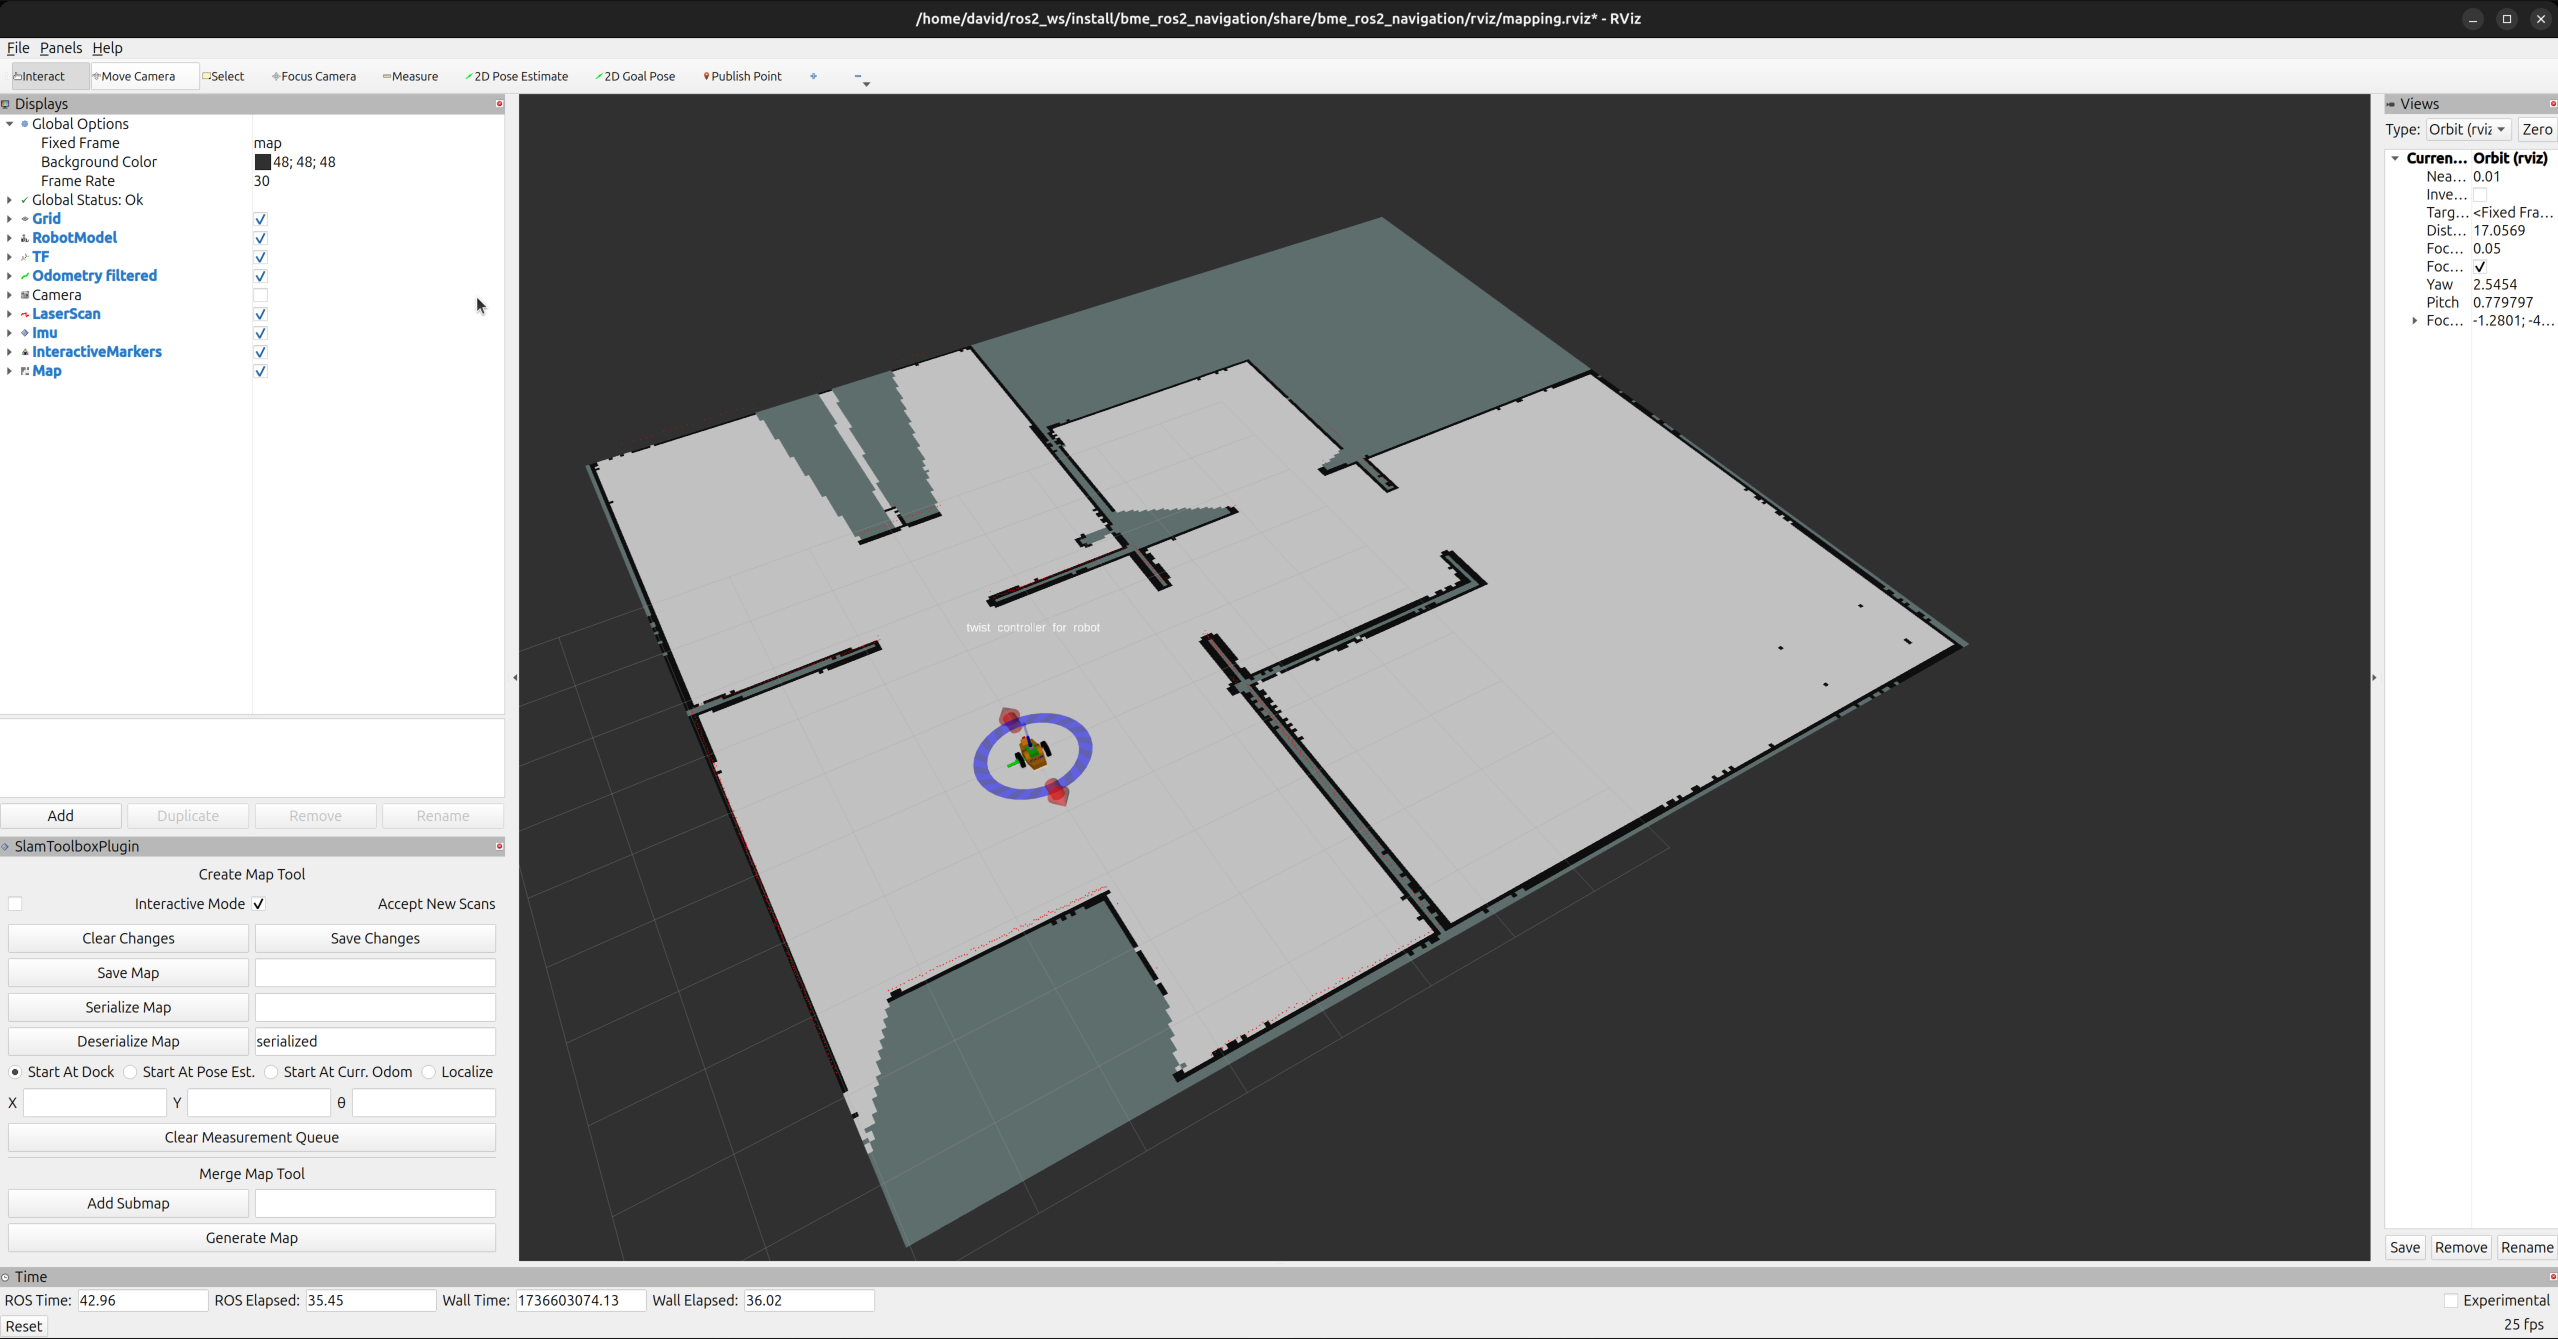 /home/david/ros2_ws/install/bme_ros2_navigation/share/bme_ros2_navigation/rviz/mapping.rviz* - RViz
File Panels Help
Interact Move Camera Select Focus Camera Measure 2D Pose Estimate 2D Goal Pose Publish Point
Displays
Global Options
Fixed Frame map
Background Color 48; 48; 48
Frame Rate 30
Global Status: Ok
Grid
RobotModel
TF
Odometry filtered
Camera
LaserScan
Imu
InteractiveMarkers
Map
Add Duplicate Remove Rename
SlamToolboxPlugin
Create Map Tool
Interactive Mode Accept New Scans
Clear Changes Save Changes
Save Map
Serialize Map
Deserialize Map serialized
Start At Dock Start At Pose Est. Start At Curr. Odom Localize
X Y θ
Clear Measurement Queue
Merge Map Tool
Add Submap
Generate Map
twist controller for robot
Views
Type: Orbit (rviz Zero
Curren... Orbit (rviz)
Nea... 0.01
Inve...
Targ... <Fixed Fra...
Dist... 17.0569
Foc... 0.05
Foc...
Yaw 2.5454
Pitch 0.779797
Foc... -1.2801; -4...
Save Remove Rename
Time
ROS Time: 42.96 ROS Elapsed: 35.45 Wall Time: 1736603074.13 Wall Elapsed: 36.02 Experimental
Reset 25 fps